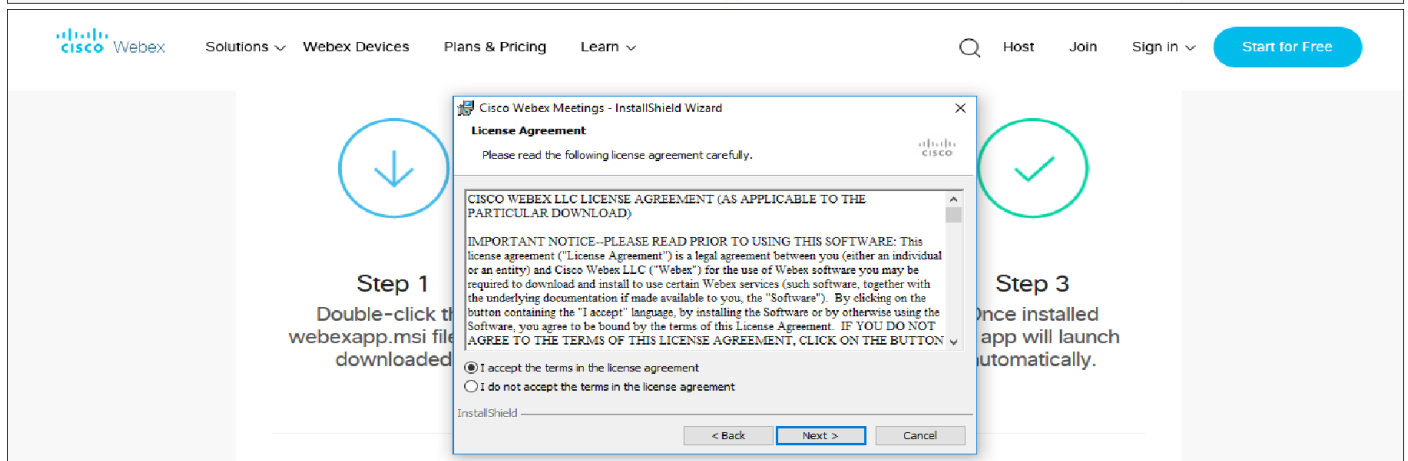 CISCO Webex Solutions Webex Devices Plans & Pricing Learn Host Join Sign in Start for Free
Cisco Webex Meetings - InstallShield Wizard
License Agreement
Please read the following license agreement carefully.
CISCO
CISCO WEBEX LLC LICENSE AGREEMENT (AS APPLICABLE TO THE
PARTICULAR DOWNLOAD)
IMPORTANT NOTICE--PLEASE READ PRIOR TO USING THIS SOFTWARE: This
license agreement ("License Agreement") is a legal agreement between you (either an individual
or an entity) and Cisco Webex LLC ("Webex") for the use of Webex software you may be
required to download and install to use certain Webex services (such software, together with
the underlying documentation if made available to you, the "Software"). By clicking on the
button containing the "I accept" language, by installing the Software or by otherwise using the
Software, you agree to be bound by the terms of this License Agreement. IF YOU DO NOT
AGREE TO THE TERMS OF THIS LICENSE AGREEMENT, CLICK ON THE BUTTON
I accept the terms in the license agreement
I do not accept the terms in the license agreement
InstallShield
< Back Next > Cancel
Step 1
Double-click
webexapp.msi
downloaded
Step 3
installed
app will launch